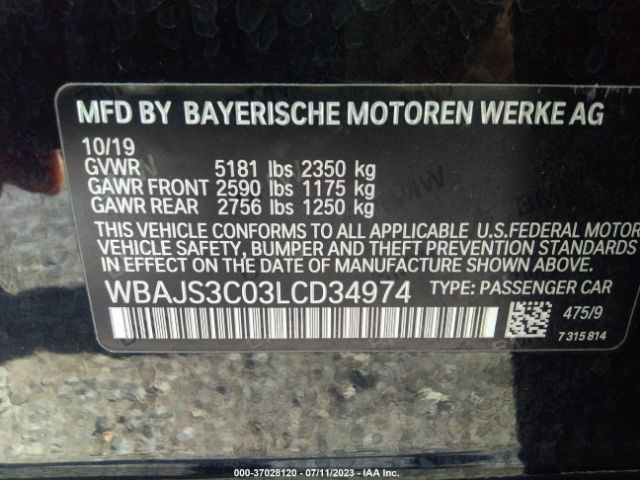 MFD BY BAYERISCHE MOTOREN WERKE AG
10/19
GVWR 5181 lbs 2350 kg
GAWR FRONT 2590 lbs 1175 kg
GAWR REAR 2756 lbs 1250 kg
THIS VEHICLE CONFORMS TO ALL APPLICABLE U.S.FEDERAL MOTOR
VEHICLE SAFETY, BUMPER AND THEFT PREVENTION STANDARDS
IN EFFECT ON THE DATE OF MANUFACTURE SHOWN ABOVE.
WBAJS3C03LCD34974 TYPE: PASSENGER CAR
475/9
7 315 814
000-37028120 - 07/11/2023 - IAA Inc.